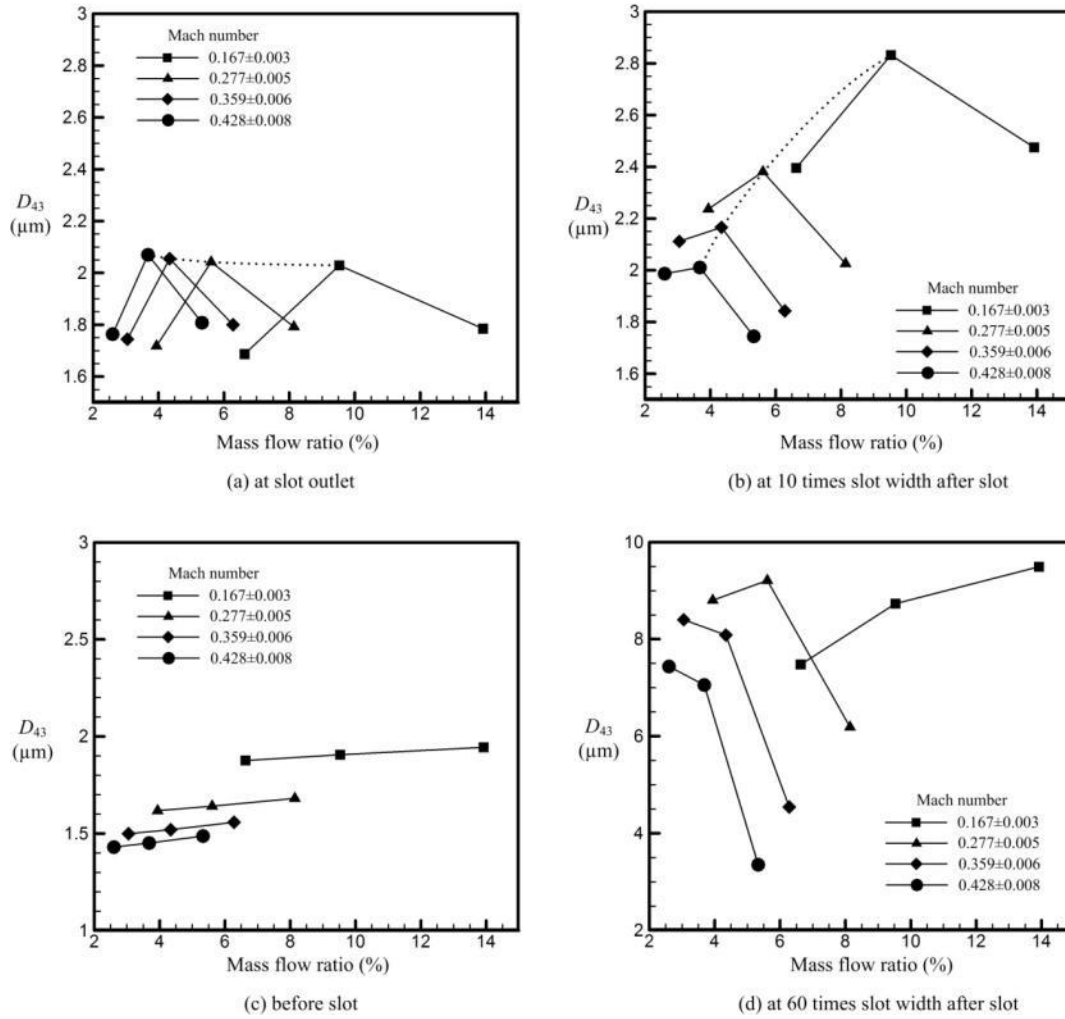 3
2.8
2.6
2.4
2.2
2
1.8
1.6
D43
(µm)
Mach number
0.167±0.003
0.277±0.005
0.359±0.006
0.428±0.008
2 4 6 8 10 12 14
Mass flow ratio (%)
(a) at slot outlet
3
2.8
2.6
2.4
2.2
2
1.8
1.6
D43
(µm)
Mach number
0.167±0.003
0.277±0.005
0.359±0.006
0.428±0.008
2 4 6 8 10 12 14
Mass flow ratio (%)
(b) at 10 times slot width after slot
3
2.5
2
1.5
1
D43
(µm)
Mach number
0.167±0.003
0.277±0.005
0.359±0.006
0.428±0.008
2 4 6 8 10 12 14
Mass flow ratio (%)
(c) before slot
10
8
6
4
2
D43
(µm)
Mach number
0.167±0.003
0.277±0.005
0.359±0.006
0.428±0.008
2 4 6 8 10 12 14
Mass flow ratio (%)
(d) at 60 times slot width after slot